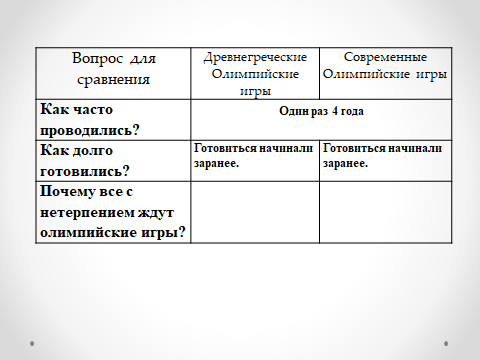 Вопрос для
сравнения
Древнегреческие
Олимпийские
игры
Современные
Олимпийские игры
Как часто
проводились?
Один раз 4 года
Как долго
готовились?
Готовиться начинали
заранее.
Готовиться начинали
заранее.
Почему все с
нетерпением ждут
олимпийские игры?